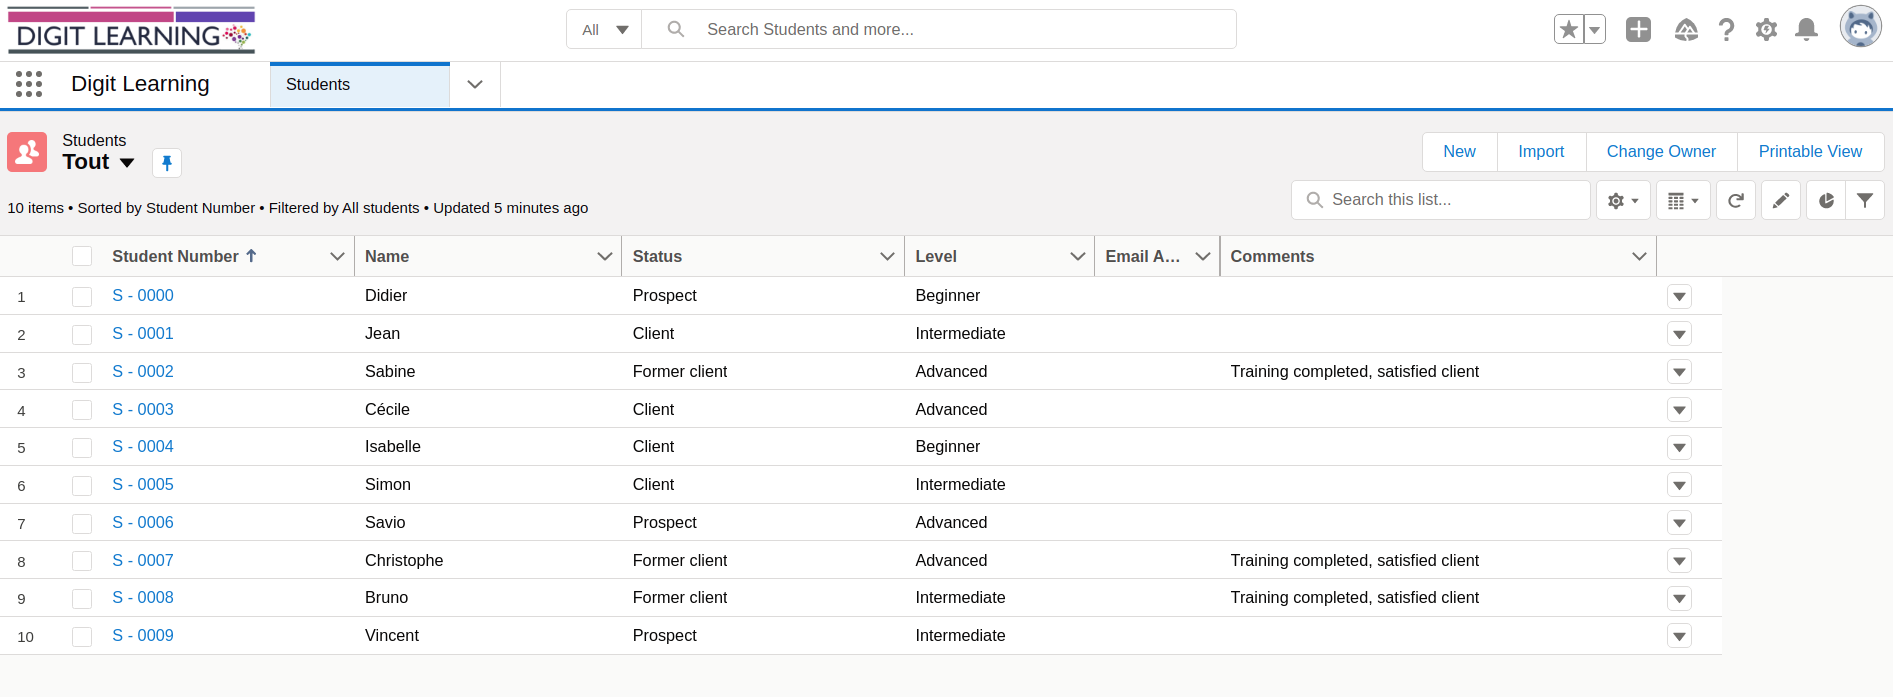 DIGIT LEARNING
All
Search Students and more...
Digit Learning
Students
Students
Tout
New
Import
Change Owner
Printable View
10 items • Sorted by Student Number • Filtered by All students • Updated 5 minutes ago
Search this list...
Student Number Name Status Level Email A... Comments
1 S - 0000 Didier Prospect Beginner
2 S - 0001 Jean Client Intermediate
3 S - 0002 Sabine Former client Advanced Training completed, satisfied client
4 S - 0003 Cécile Client Advanced
5 S - 0004 Isabelle Client Beginner
6 S - 0005 Simon Client Intermediate
7 S - 0006 Savio Prospect Advanced
8 S - 0007 Christophe Former client Advanced Training completed, satisfied client
9 S - 0008 Bruno Former client Intermediate Training completed, satisfied client
10 S - 0009 Vincent Prospect Intermediate